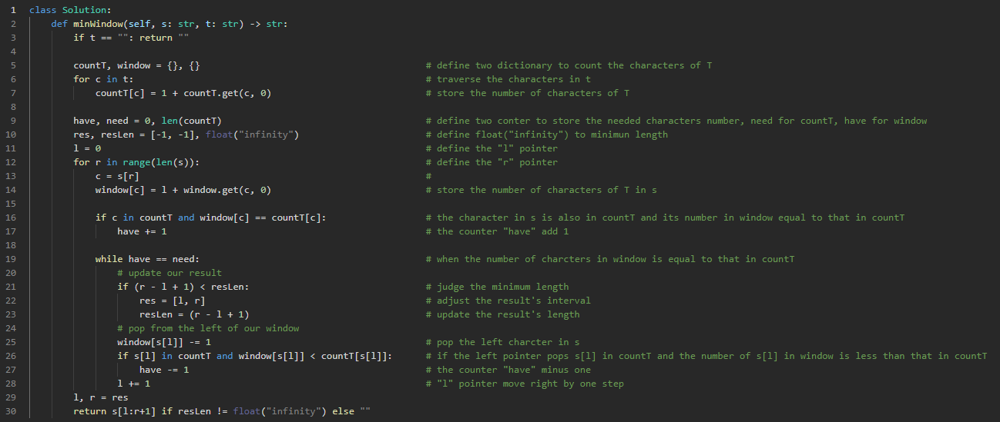 1 class Solution:
2 def minWindow(self, s: str, t: str) -> str:
3 if t == "": return ""
4
5 countT, window = {}, {} # define two dictionary to count the characters of T
6 for c in t: # traverse the characters in t
7 countT[c] = 1 + countT.get(c, 0) # store the number of characters of T
8
9 have, need = 0, len(countT) # define two conter to store the needed characters number, need for countT, have for window
10 res, resLen = [-1, -1], float("infinity") # define float("infinity") to minimun length
11 l = 0 # define the "l" pointer
12 for r in range(len(s)): # define the "r" pointer
13 c = s[r] #
14 window[c] = 1 + window.get(c, 0) # store the number of characters of T in s
15
16 if c in countT and window[c] == countT[c]: # the character in s is also in countT and its number in window equal to that in countT
17 have += 1 # the counter "have" add 1
18
19 while have == need: # when the number of charcters in window is equal to that in countT
20 # update our result
21 if (r - l + 1) < resLen: # judge the minimum length
22 res = [l, r] # adjust the result's interval
23 resLen = (r - l + 1) # update the result's length
24 # pop from the left of our window
25 window[s[l]] -= 1 # pop the left charcter in s
26 if s[l] in countT and window[s[l]] < countT[s[l]]: # if the left pointer pops s[l] in countT and the number of s[l] in window is less than that in countT
27 have -= 1 # the counter "have" minus one
28 l += 1 # "l" pointer move right by one step
29 l, r = res
30 return s[l:r+1] if resLen != float("infinity") else ""